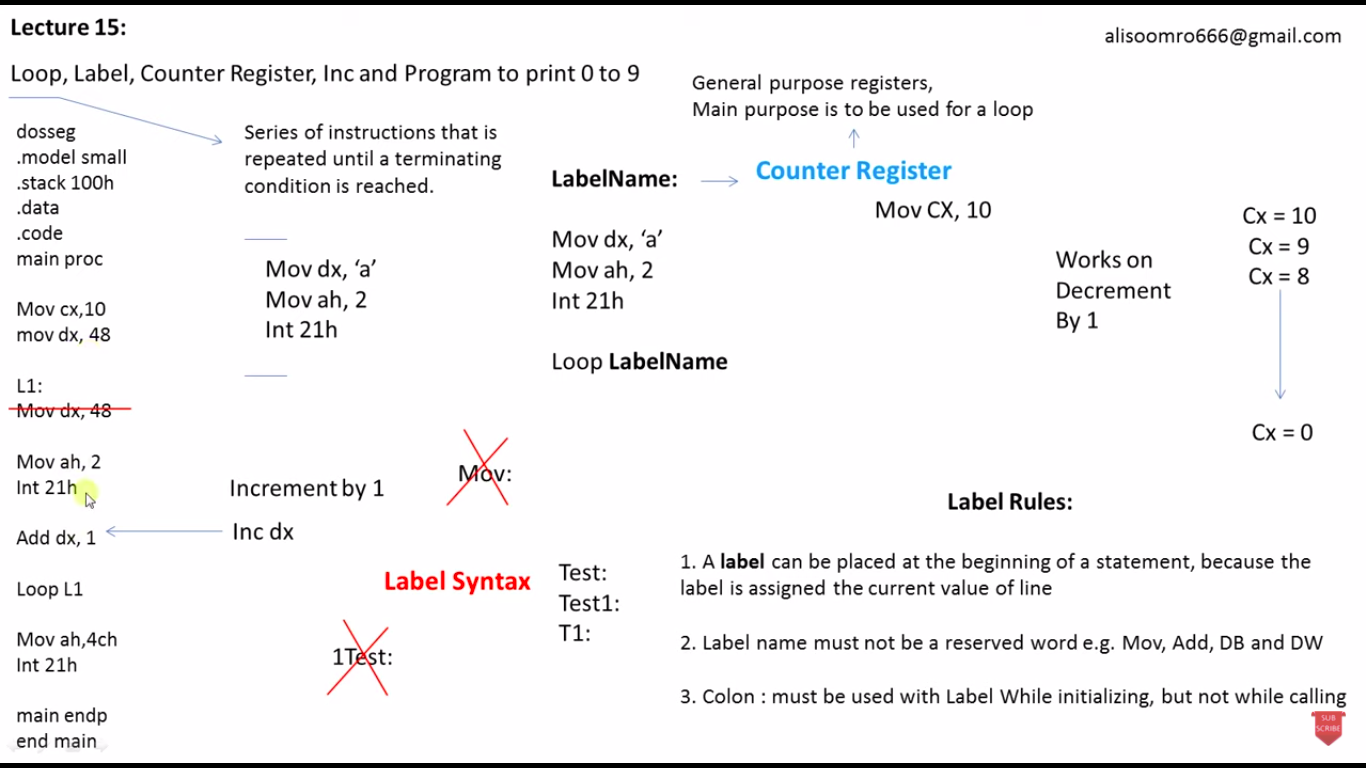 Lecture 15:
alisoomro666@gmail.com
Loop, Label, Counter Register, Inc and Program to print 0 to 9
General purpose registers,
Main purpose is to be used for a loop
dosseg
.model small
.stack 100h
.data
.code
main proc
Mov cx,10
mov dx, 48
L1:
Mov dx, 48
Mov ah, 2
Int 21h
Add dx, 1
Loop L1
Mov ah,4ch
Int 21h
main endp
end main
Series of instructions that is
repeated until a terminating
condition is reached.
Mov dx, ‘a’
Mov ah, 2
Int 21h
Increment by 1
Inc dx
LabelName:
Mov dx, ‘a’
Mov ah, 2
Int 21h
Loop LabelName
Counter Register
Mov CX, 10
Works on
Decrement
By 1
Cx = 10
Cx = 9
Cx = 8
Cx = 0
Mov:
Label Syntax
1Test:
Test:
Test1:
T1:
Label Rules:
1. A label can be placed at the beginning of a statement, because the
label is assigned the current value of line
2. Label name must not be a reserved word e.g. Mov, Add, DB and DW
3. Colon : must be used with Label While initializing, but not while calling
SUB
SCRIBE